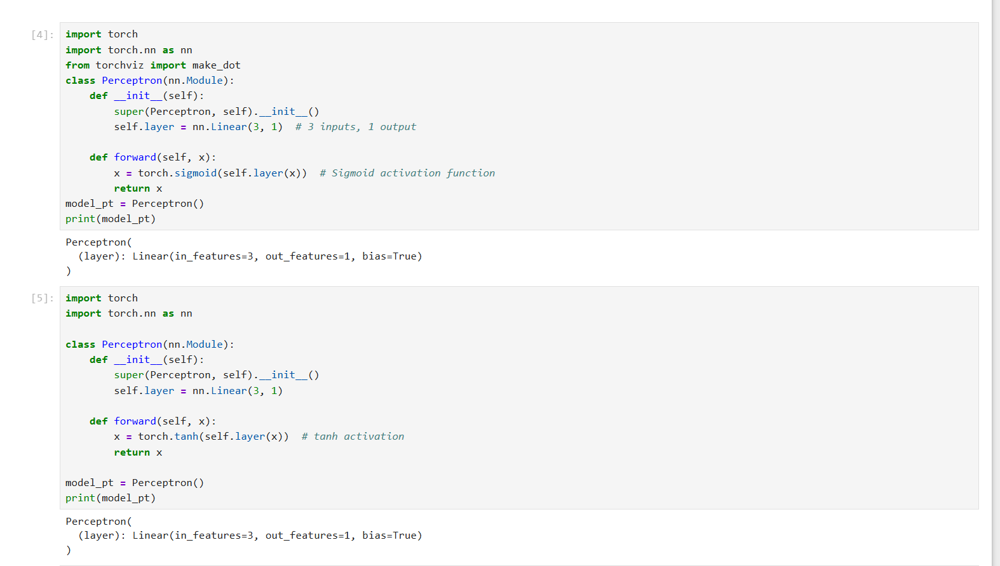 [4]:
import torch
import torch.nn as nn
from torchviz import make_dot
class Perceptron(nn.Module):
    def __init__(self):
        super(Perceptron, self).__init__()
        self.layer = nn.Linear(3, 1)  # 3 inputs, 1 output

    def forward(self, x):
        x = torch.sigmoid(self.layer(x))  # Sigmoid activation function
        return x
model_pt = Perceptron()
print(model_pt)
Perceptron(
  (layer): Linear(in_features=3, out_features=1, bias=True)
)
[5]:
import torch
import torch.nn as nn

class Perceptron(nn.Module):
    def __init__(self):
        super(Perceptron, self).__init__()
        self.layer = nn.Linear(3, 1)

    def forward(self, x):
        x = torch.tanh(self.layer(x))  # tanh activation
        return x

model_pt = Perceptron()
print(model_pt)
Perceptron(
  (layer): Linear(in_features=3, out_features=1, bias=True)
)